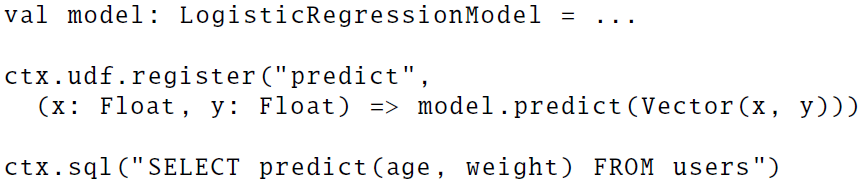 val model: LogisticRegressionModel = ...
ctx.udf.register("predict",
(x: Float, y: Float) => model.predict(Vector(x, y)))
ctx.sql("SELECT predict(age, weight) FROM users")